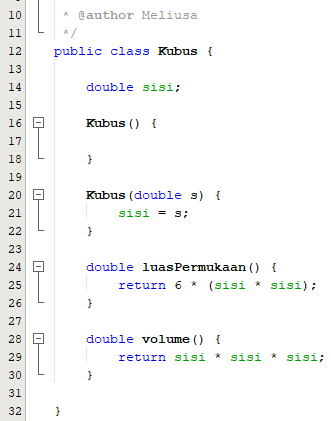 10 * @author Meliusa
11 */
12 public class Kubus {
13
14 double sisi;
15
16 Kubus() {
17
18 }
19
20 Kubus(double s) {
21 sisi = s;
22 }
23
24 double luasPermukaan() {
25 return 6 * (sisi * sisi);
26 }
27
28 double volume() {
29 return sisi * sisi * sisi;
30 }
31
32 }